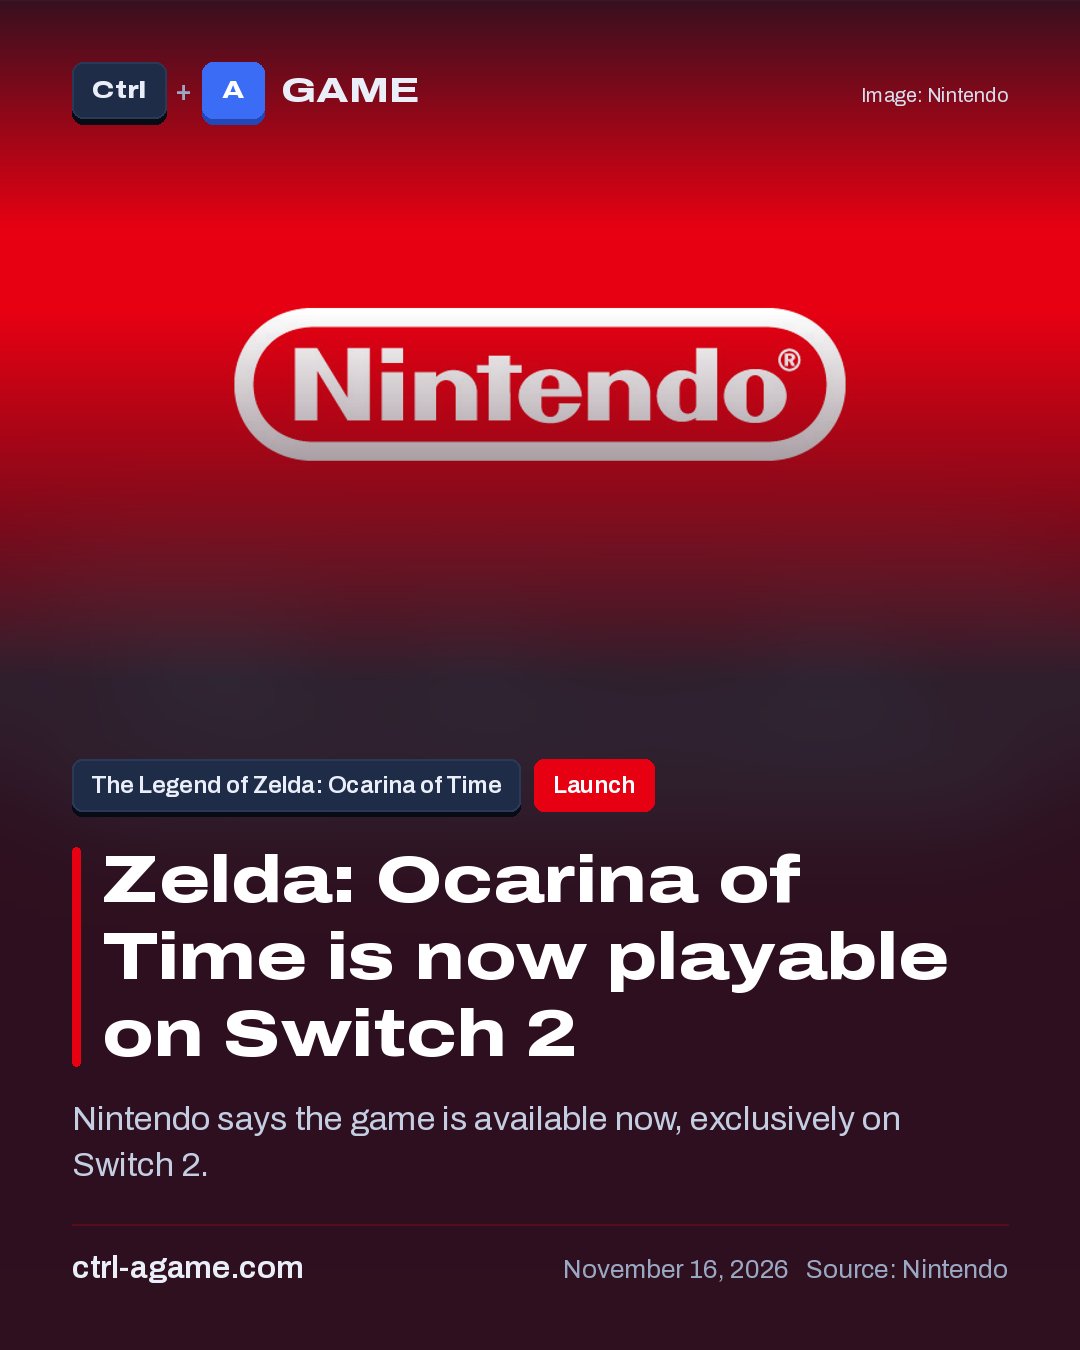 Ctrl + A GAME
Image: Nintendo
Nintendo®
The Legend of Zelda: Ocarina of Time
Launch
Zelda: Ocarina of
Time is now playable
on Switch 2
Nintendo says the game is available now, exclusively on
Switch 2.
ctrl-agame.com
November 16, 2026 Source: Nintendo